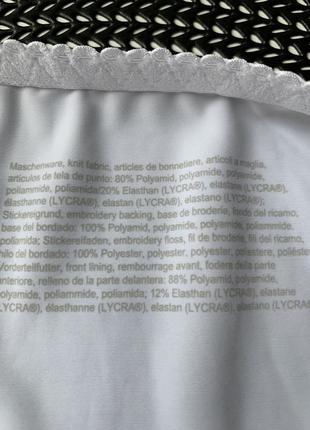 Maschenware, knit fabric, articles de bonneterie, articoli a maglia,
articulos de tela de punto: 80% Polyamid, polyamide, polyamide,
poliammide, poliamida/20% Elasthan (LYCRA®), elastane
(LYCRA®), élasthanne (LYCRA®), elastan (LYCRA®), elastano (LYCRA®);
Stickereigrund, embroidery backing, base de broderie, fondo del ricamo,
base del bordado: 100% Polyamid, polyamide, polyamide, poliammide,
poliamida; Stickereifaden, embroidery floss, fil de broderie, fil del ricamo,
hilo del bordado: 100% Polyester, polyester, polyester, poliestere,
Vorderteilfutter, front lining, rembourrage avant, fodera della parte
anteriore, relleno de la parte delantera: 88% Polyamid, polyamide,
polyamide, poliammide, poliamida; 12% Elasthan (LYCRA®), elastane
(LYCRA®), élasthanne (LYCRA®), elastan (LYCRA®), elastano (LYCRA®)